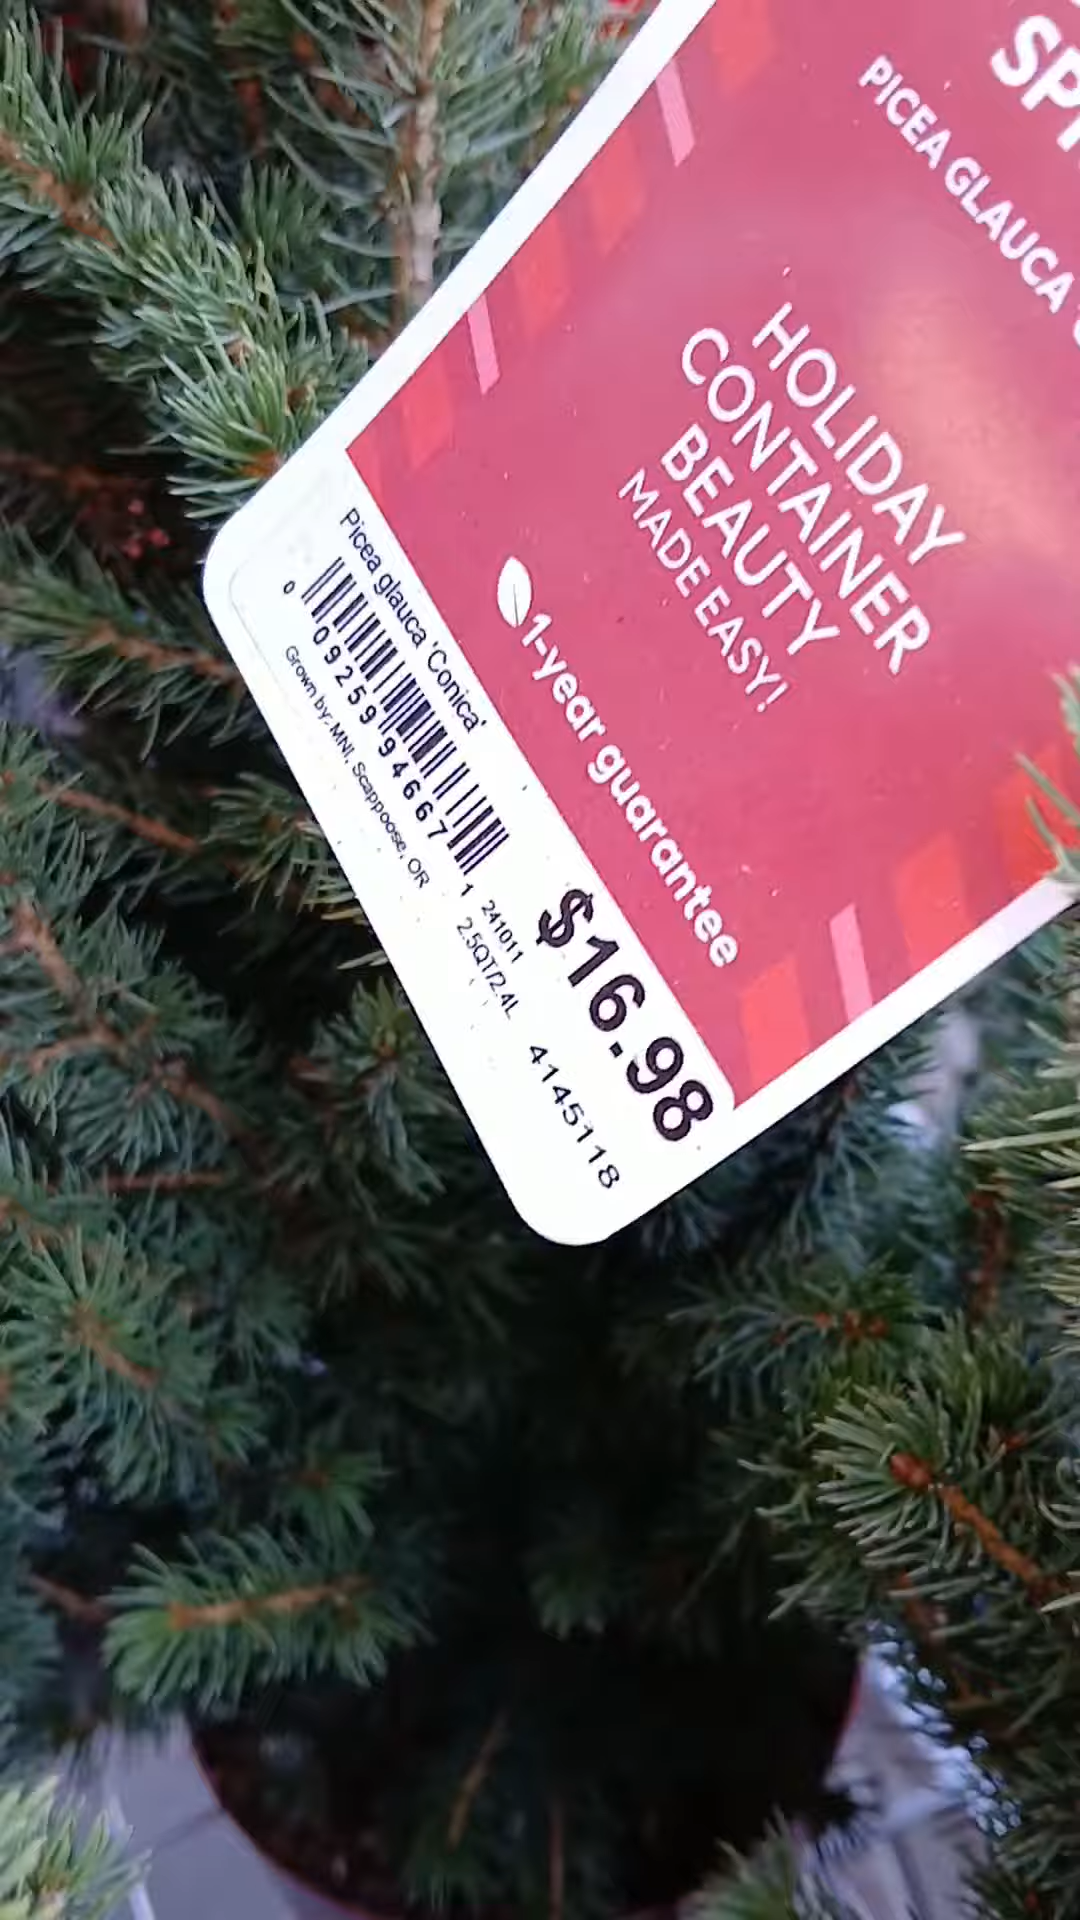 PICEA GLAUCA
HOLIDAY
CONTAINER
BEAUTY
MADE EASY!
1-year guarantee
Picea glauca 'Conica'
0 09259 94667 1
Grown by: MNI, Scappoose, OR
241011
2.5QT/2.4L
$16.98
4145118